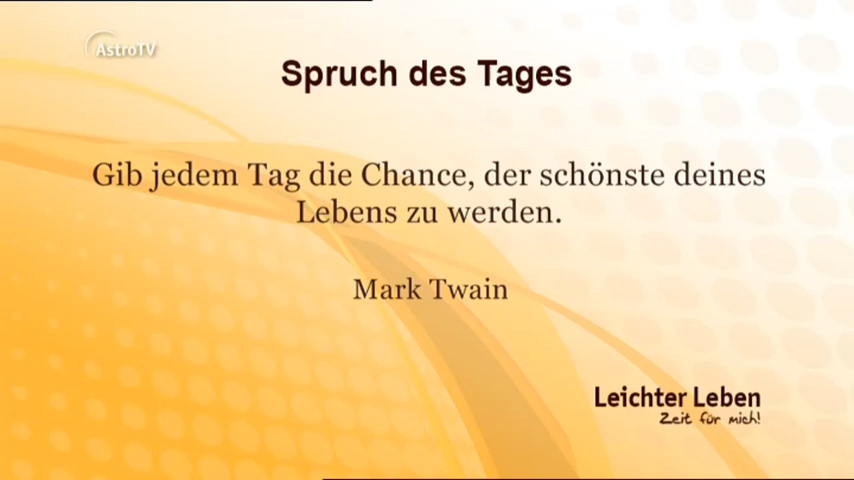 AstroTV
Spruch des Tages
Gib jedem Tag die Chance, der schönste deines
Lebens zu werden.
Mark Twain
Leichter Leben
Zeit für mich!